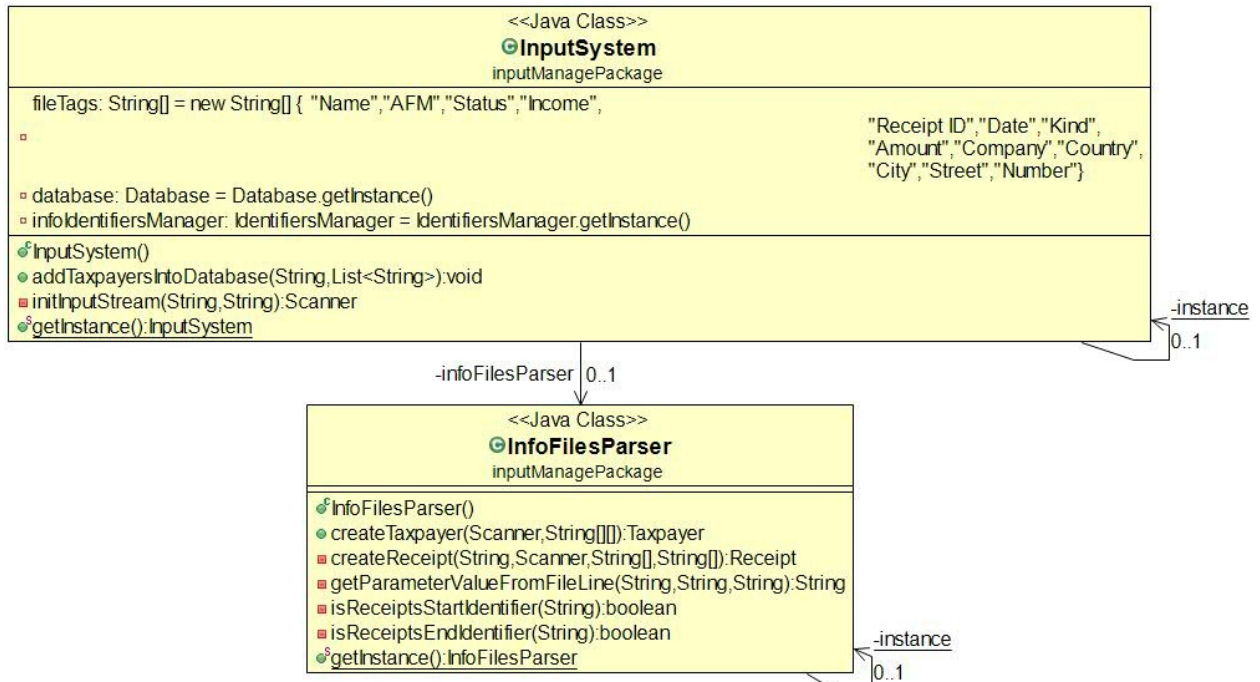 <<Java Class>>
InputSystem
inputManagePackage
fileTags: String[] = new String[] { "Name","AFM","Status","Income",
"Receipt ID","Date","Kind",
"Amount","Company","Country",
"City","Street","Number"}
database: Database = Database.getInstance()
infoIdentifiersManager: IdentifiersManager = IdentifiersManager.getInstance()
InputSystem()
addTaxpayersIntoDatabase(String,List<String>):void
initInputStream(String,String):Scanner
getInstance():InputSystem
-instance
0..1
-infoFilesParser 0..1
<<Java Class>>
InfoFilesParser
inputManagePackage
InfoFilesParser()
createTaxpayer(Scanner,String[][]):Taxpayer
createReceipt(String,Scanner,String[],String[]):Receipt
getParameterValueFromFileLine(String,String,String):String
isReceiptsStartIdentifier(String):boolean
isReceiptsEndIdentifier(String):boolean
getInstance():InfoFilesParser
-instance
0..1